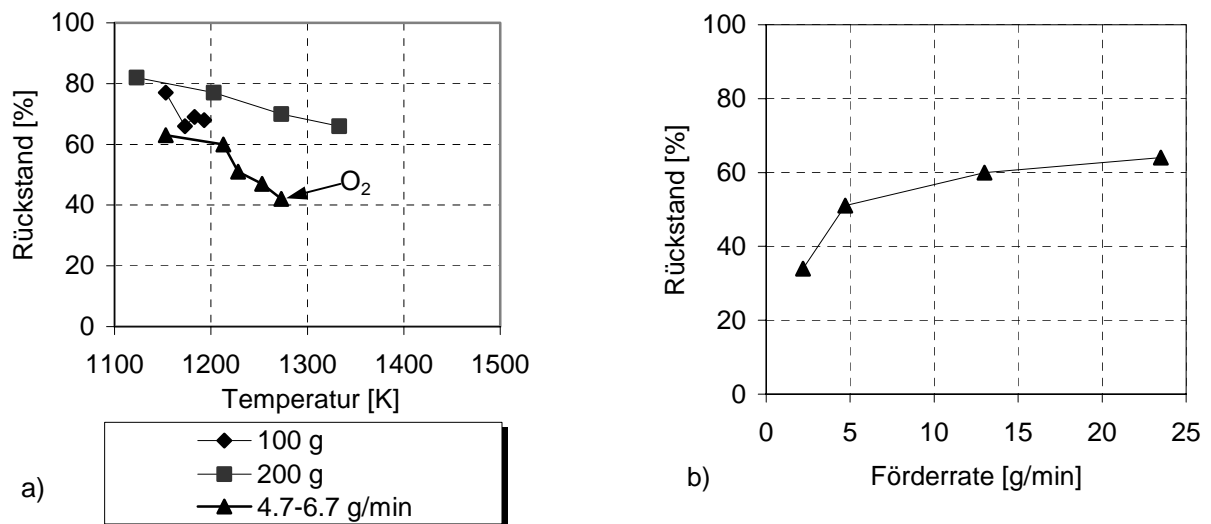 100
80
60
40
20
0
Rückstand [%]
O₂
1100 1200 1300 1400 1500
Temperatur [K]
100 g
200 g
4.7-6.7 g/min
a)
100
80
60
40
20
0
Rückstand [%]
0 5 10 15 20 25
Förderrate [g/min]
b)